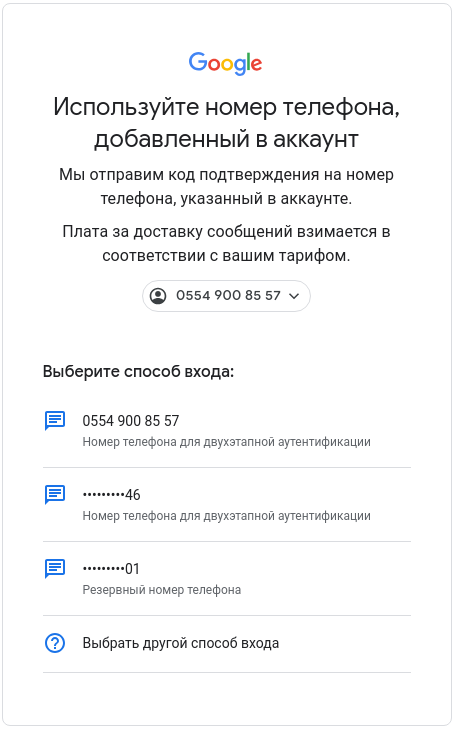 Google
Используйте номер телефона,
добавленный в аккаунт
Мы отправим код подтверждения на номер
телефона, указанный в аккаунте.
Плата за доставку сообщений взимается в
соответствии с вашим тарифом.
0554 900 85 57
Выберите способ входа:
0554 900 85 57
Номер телефона для двухэтапной аутентификации
•••••••••46
Номер телефона для двухэтапной аутентификации
•••••••••01
Резервный номер телефона
Выбрать другой способ входа